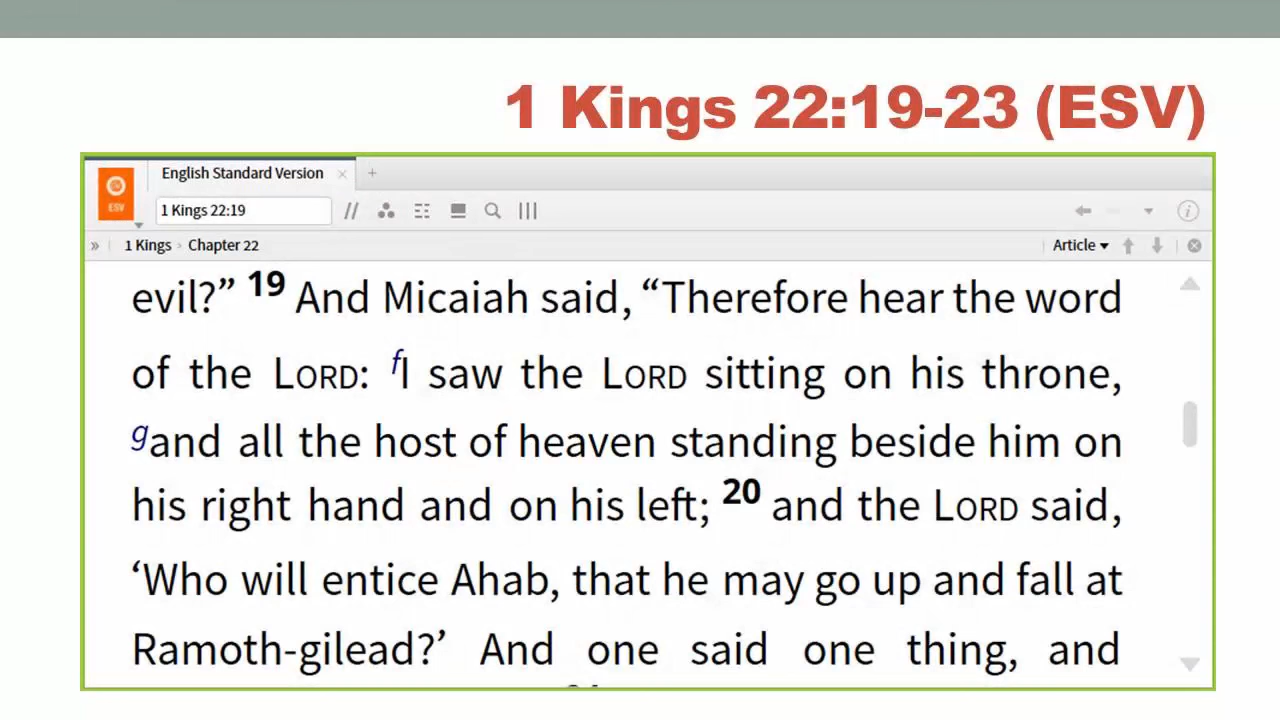 1 Kings 22:19-23 (ESV)
English Standard Version × +
ESV
1 Kings 22:19
» 1 Kings › Chapter 22 Article
evil?” 19 And Micaiah said, “Therefore hear the word
of the LORD: fI saw the LORD sitting on his throne,
gand all the host of heaven standing beside him on
his right hand and on his left; 20 and the LORD said,
‘Who will entice Ahab, that he may go up and fall at
Ramoth-gilead?’ And one said one thing, and